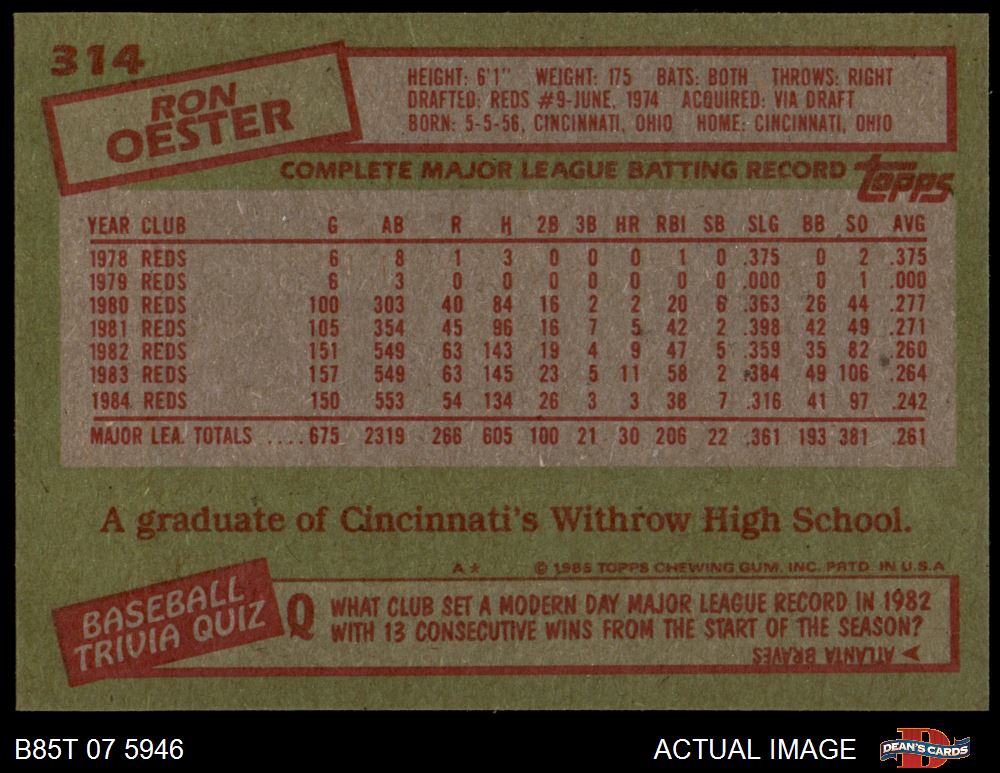 314
RON
OESTER
HEIGHT: 6'1" WEIGHT: 175 BATS: BOTH THROWS: RIGHT
DRAFTED: REDS #9-JUNE, 1974 ACQUIRED: VIA DRAFT
BORN: 5-5-56, CINCINNATI, OHIO HOME: CINCINNATI, OHIO
COMPLETE MAJOR LEAGUE BATTING RECORD topps
YEAR CLUB G AB R H 2B 3B HR RBI SB SLG BB SO AVG
1978 REDS 6 8 1 3 0 0 0 1 0 .375 0 2 .375
1979 REDS 6 3 0 0 0 0 0 0 0 .000 0 1 .000
1980 REDS 100 303 40 84 16 2 2 20 6 .363 26 44 .277
1981 REDS 105 354 45 96 16 7 5 42 2 .398 42 49 .271
1982 REDS 151 549 63 143 19 4 9 47 5 .359 35 82 .260
1983 REDS 157 549 63 145 23 5 11 58 2 .384 49 106 .264
1984 REDS 150 553 54 134 26 3 3 38 7 .316 41 97 .242
MAJOR LEA. TOTALS ....675 2319 266 605 100 21 30 206 22 .361 193 381 .261
A graduate of Cincinnati's Withrow High School.
A* © 1985 TOPPS CHEWING GUM, INC. PRTD. IN U.S.A
BASEBALL
TRIVIA QUIZ
Q WHAT CLUB SET A MODERN DAY MAJOR LEAGUE RECORD IN 1982
WITH 13 CONSECUTIVE WINS FROM THE START OF THE SEASON?
ATLANTA BRAVES
B85T 07 5946
ACTUAL IMAGE
D
DEAN'S CARDS